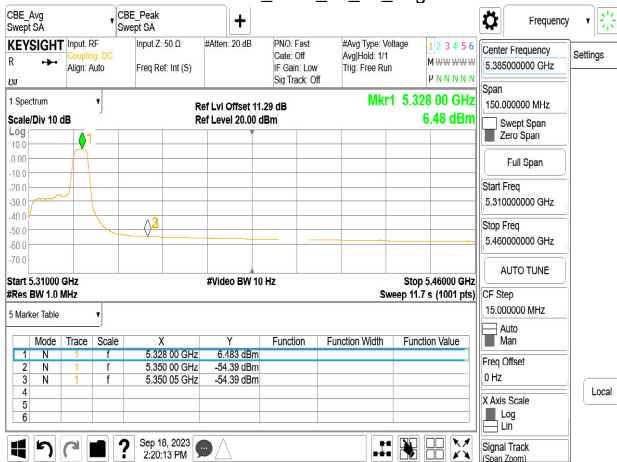 CBE_Avg
Swept SA
CBE_Peak
Swept SA
+
Frequency
KEYSIGHT
R
Input: RF
Coupling: DC
Align: Auto
Input Z: 50 Ω
Freq Ref: Int (S)
#Atten: 20 dB
PNO: Fast
Gate: Off
IF Gain: Low
Sig Track: Off
#Avg Type: Voltage
Avg|Hold: 1/1
Trig: Free Run
1 2 3 4 5 6
M W W W W W
P N N N N N
1 Spectrum
Scale/Div 10 dB
Ref Lvl Offset 11.29 dB
Ref Level 20.00 dBm
Mkr1 5.328 00 GHz
6.48 dBm
Log
10.0
0.00
-10.0
-20.0
-30.0
-40.0
-50.0
-60.0
-70.0
1
Start 5.31000 GHz
#Res BW 1.0 MHz
#Video BW 10 Hz
Stop 5.46000 GHz
Sweep 11.7 s (1001 pts)
5 Marker Table
Mode Trace Scale X Y Function Function Width Function Value
1 N 1 f 5.328 00 GHz 6.483 dBm
2 N 1 f 5.350 00 GHz -54.39 dBm
3 N 1 f 5.350 05 GHz -54.39 dBm
4
5
6
Sep 18, 2023
2:20:13 PM
?
Center Frequency
5.385000000 GHz
Settings
Span
150.000000 MHz
Swept Span
Zero Span
Full Span
Start Freq
5.310000000 GHz
Stop Freq
5.460000000 GHz
AUTO TUNE
CF Step
15.000000 MHz
Auto
Man
Freq Offset
0 Hz
Local
X Axis Scale
Log
Lin
Signal Track
(Span Zoom)